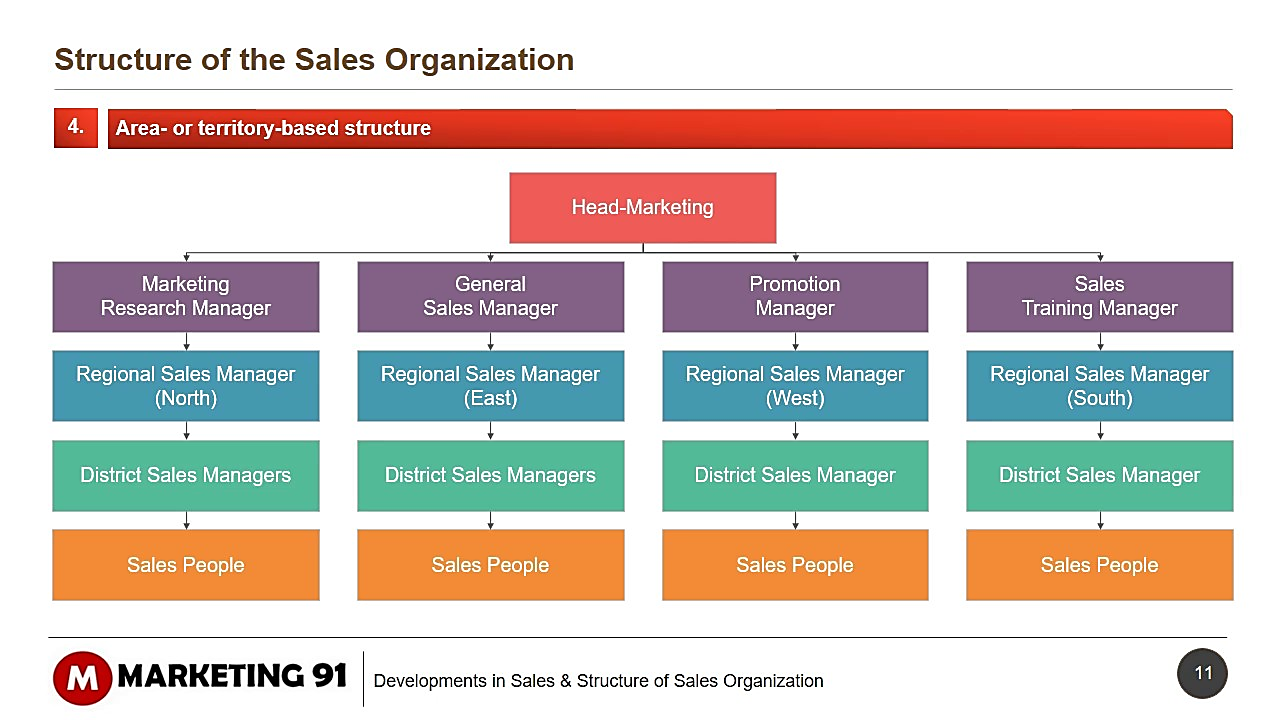 Structure of the Sales Organization
4.
Area- or territory-based structure
Head-Marketing
Marketing
Research Manager
General
Sales Manager
Promotion
Manager
Sales
Training Manager
Regional Sales Manager
(North)
Regional Sales Manager
(East)
Regional Sales Manager
(West)
Regional Sales Manager
(South)
District Sales Managers
District Sales Managers
District Sales Manager
District Sales Manager
Sales People
Sales People
Sales People
Sales People
M MARKETING 91
Developments in Sales & Structure of Sales Organization
11